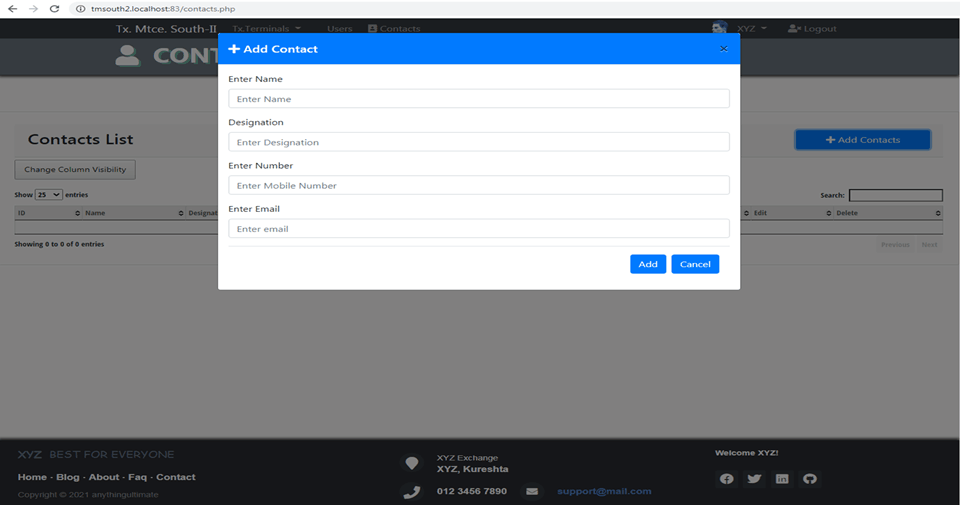 tmsouth2.localhost:83/contacts.php
Tx. Mtce. South-II Tx.Terminals Users Contacts XYZ Logout
CONT
+ Add Contact ×
Enter Name
Enter Name
Designation
Enter Designation
Enter Number
Enter Mobile Number
Enter Email
Enter email
Add Cancel
Contacts List + Add Contacts
Change Column Visibility
Show 25 entries Search:
ID Name Designat Edit Delete
Showing 0 to 0 of 0 entries Previous Next
XYZ BEST FOR EVERYONE
Home - Blog - About - Faq - Contact
Copyright © 2021 anythingultimate
XYZ Exchange
XYZ, Kureshta
012 3456 7890 support@mail.com
Welcome XYZ!